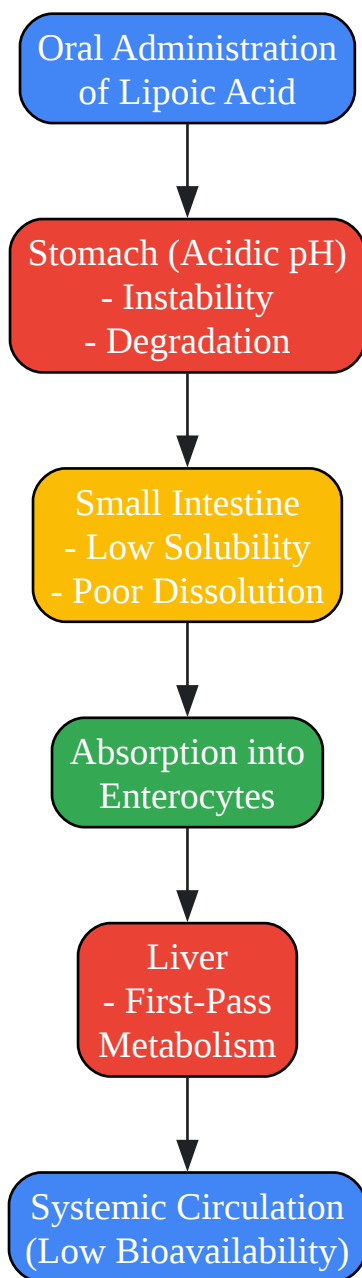 Oral Administration
of Lipoic Acid
Stomach (Acidic pH)
- Instability
- Degradation
Small Intestine
- Low Solubility
- Poor Dissolution
Absorption into
Enterocytes
Liver
- First-Pass
Metabolism
Systemic Circulation
(Low Bioavailability)